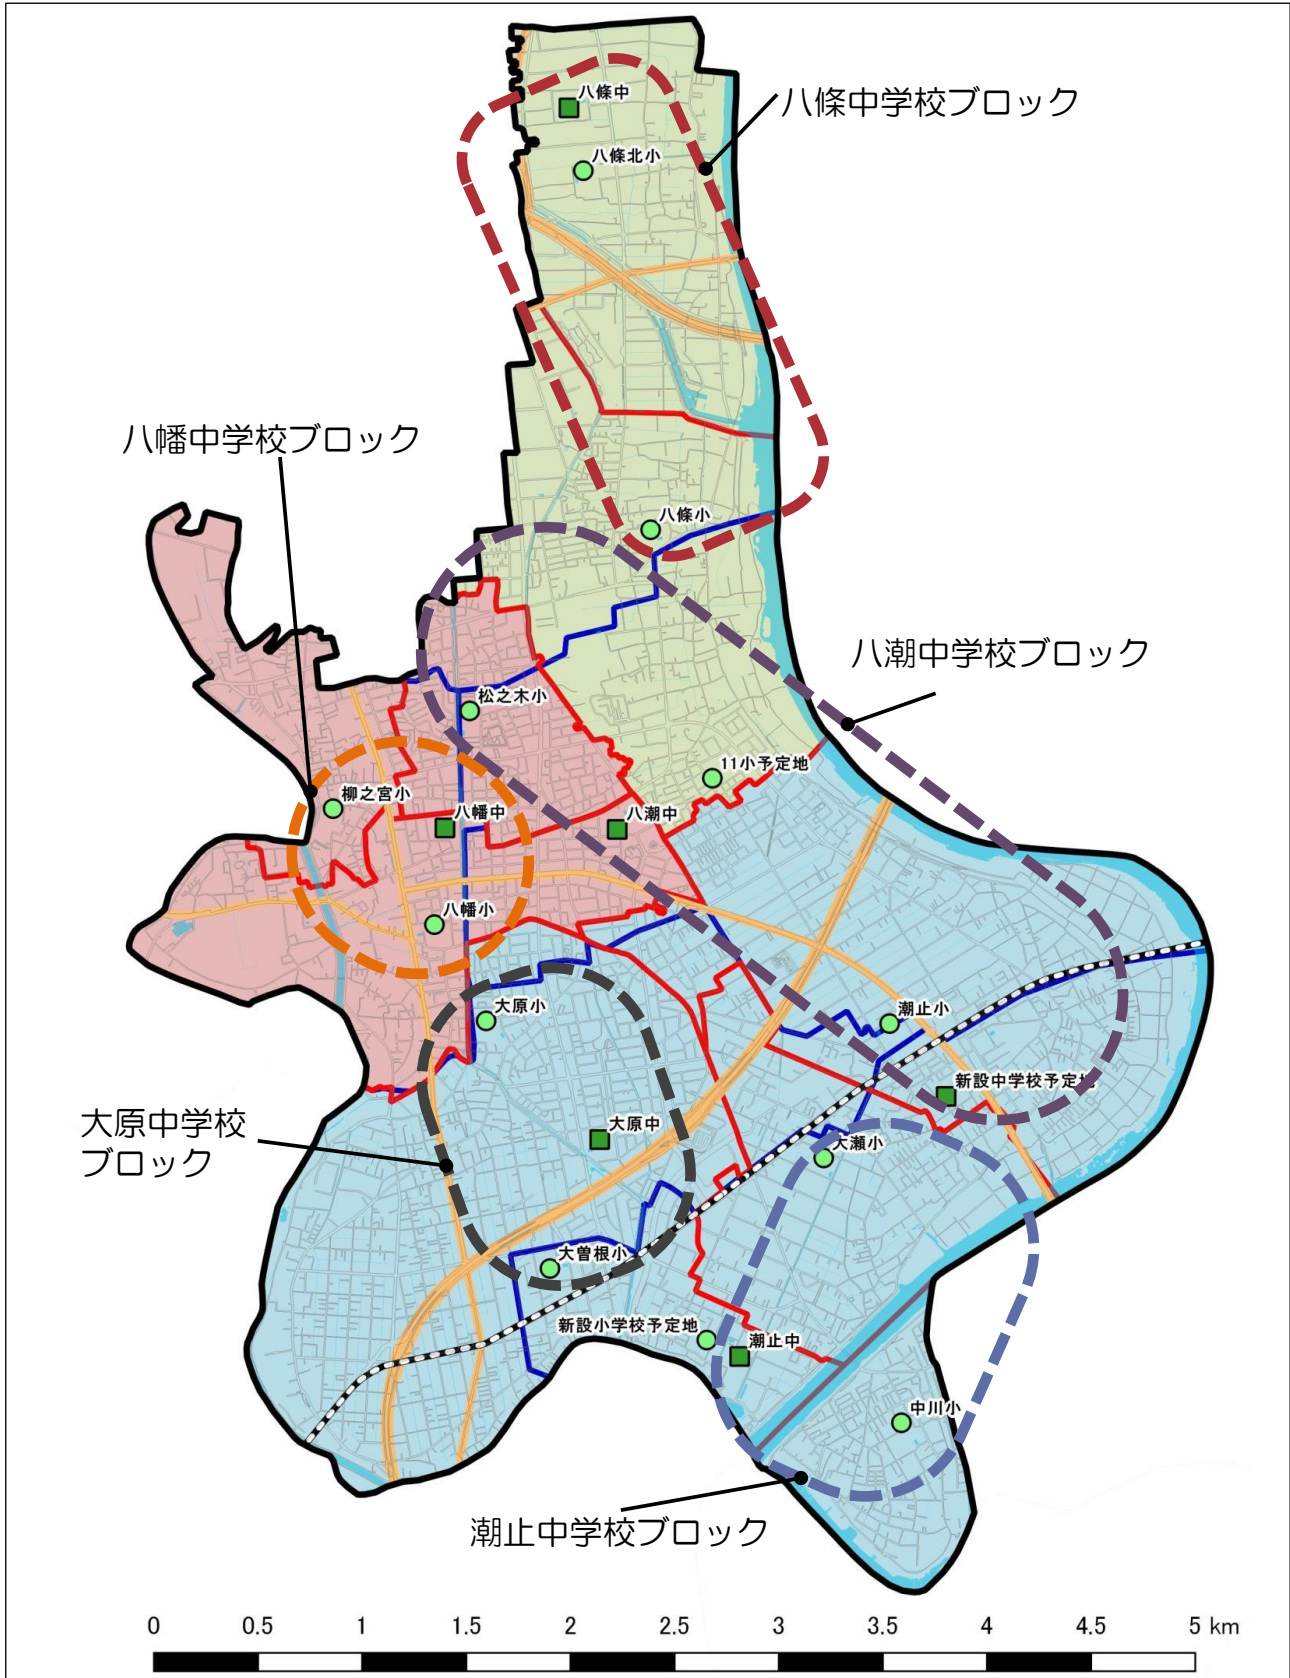 八條中
八條中学校ブロック
八條北小
八幡中学校ブロック
八條小
八潮中学校ブロック
松之木小
11小予定地
柳之宮小
八幡中
八潮中
八幡小
大原小
潮止小
新設中学校予定地
大原中学校
ブロック
大原中
大瀬小
大曽根小
新設小学校予定地
潮止中
中川小
潮止中学校ブロック
0 0.5 1 1.5 2 2.5 3 3.5 4 4.5 5 km